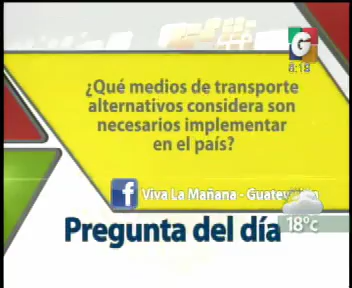 G
8:18
¿Qué medios de transporte
alternativos considera son
necesarios implementar
en el país?
f Viva La Mañana - Guatevisión
Pregunta del día
18°c